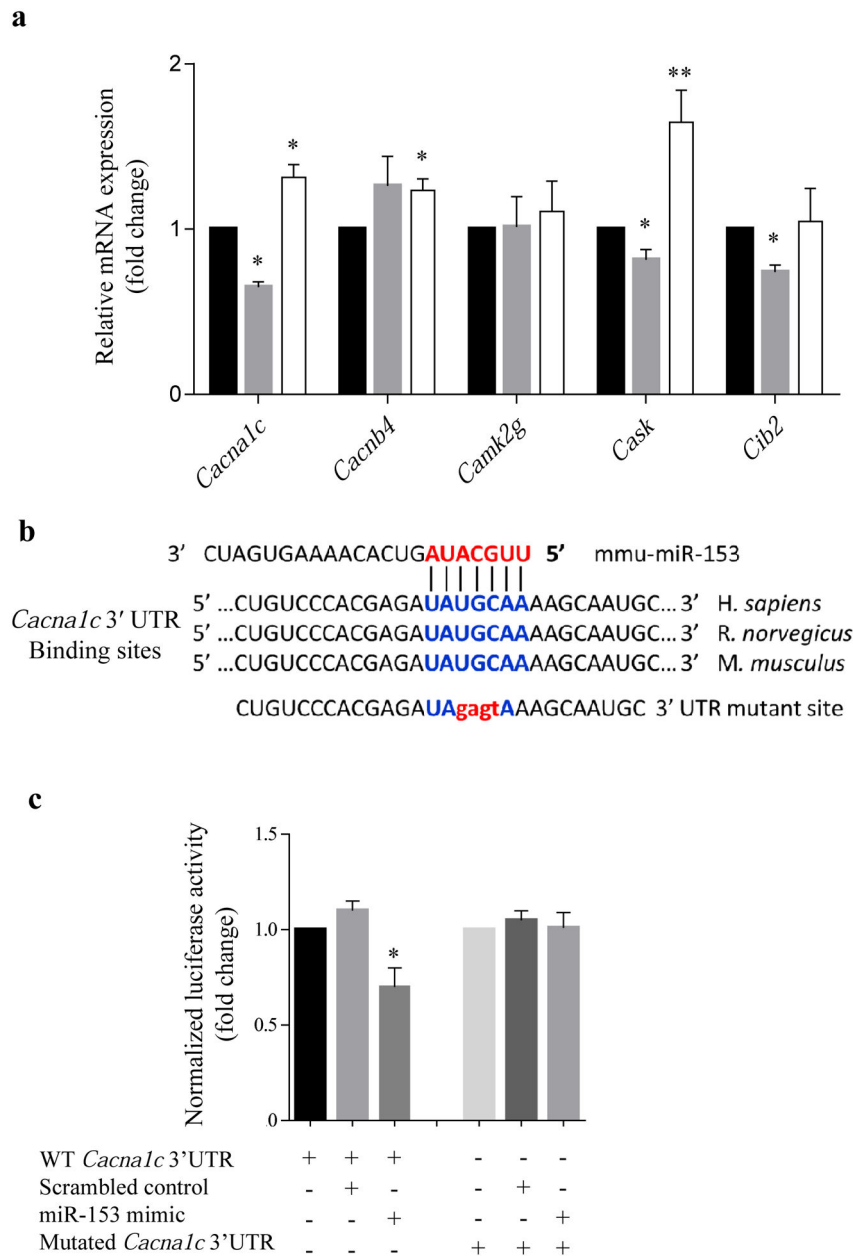 a
2
1
0
Relative mRNA expression
(fold change)
*
*
*
*
**
*
Cacna1c
Cacnb4
Camk2g
Cask
Cib2
b
3′ CUAGUGAAAACACUGAUACGUU 5′ mmu-miR-153
Cacna1c 3′ UTR
Binding sites
5′ ...CUGUCCCACGAGAUAUGCAAAAGCAAUGC... 3′ H. sapiens
5′ ...CUGUCCCACGAGAUAUGCAAAAGCAAUGC... 3′ R. norvegicus
5′ ...CUGUCCCACGAGAUAUGCAAAAGCAAUGC... 3′ M. musculus
CUGUCCCACGAGAUAgagtAAAGCAAUGC 3′ UTR mutant site
c
Normalized luciferase activity
(fold change)
1.5
1.0
0.5
.0
*
WT Cacna1c 3’UTR + + + - - -
Scrambled control - + - - + -
miR-153 mimic - - + - - +
Mutated Cacna1c 3’UTR - - - + + +